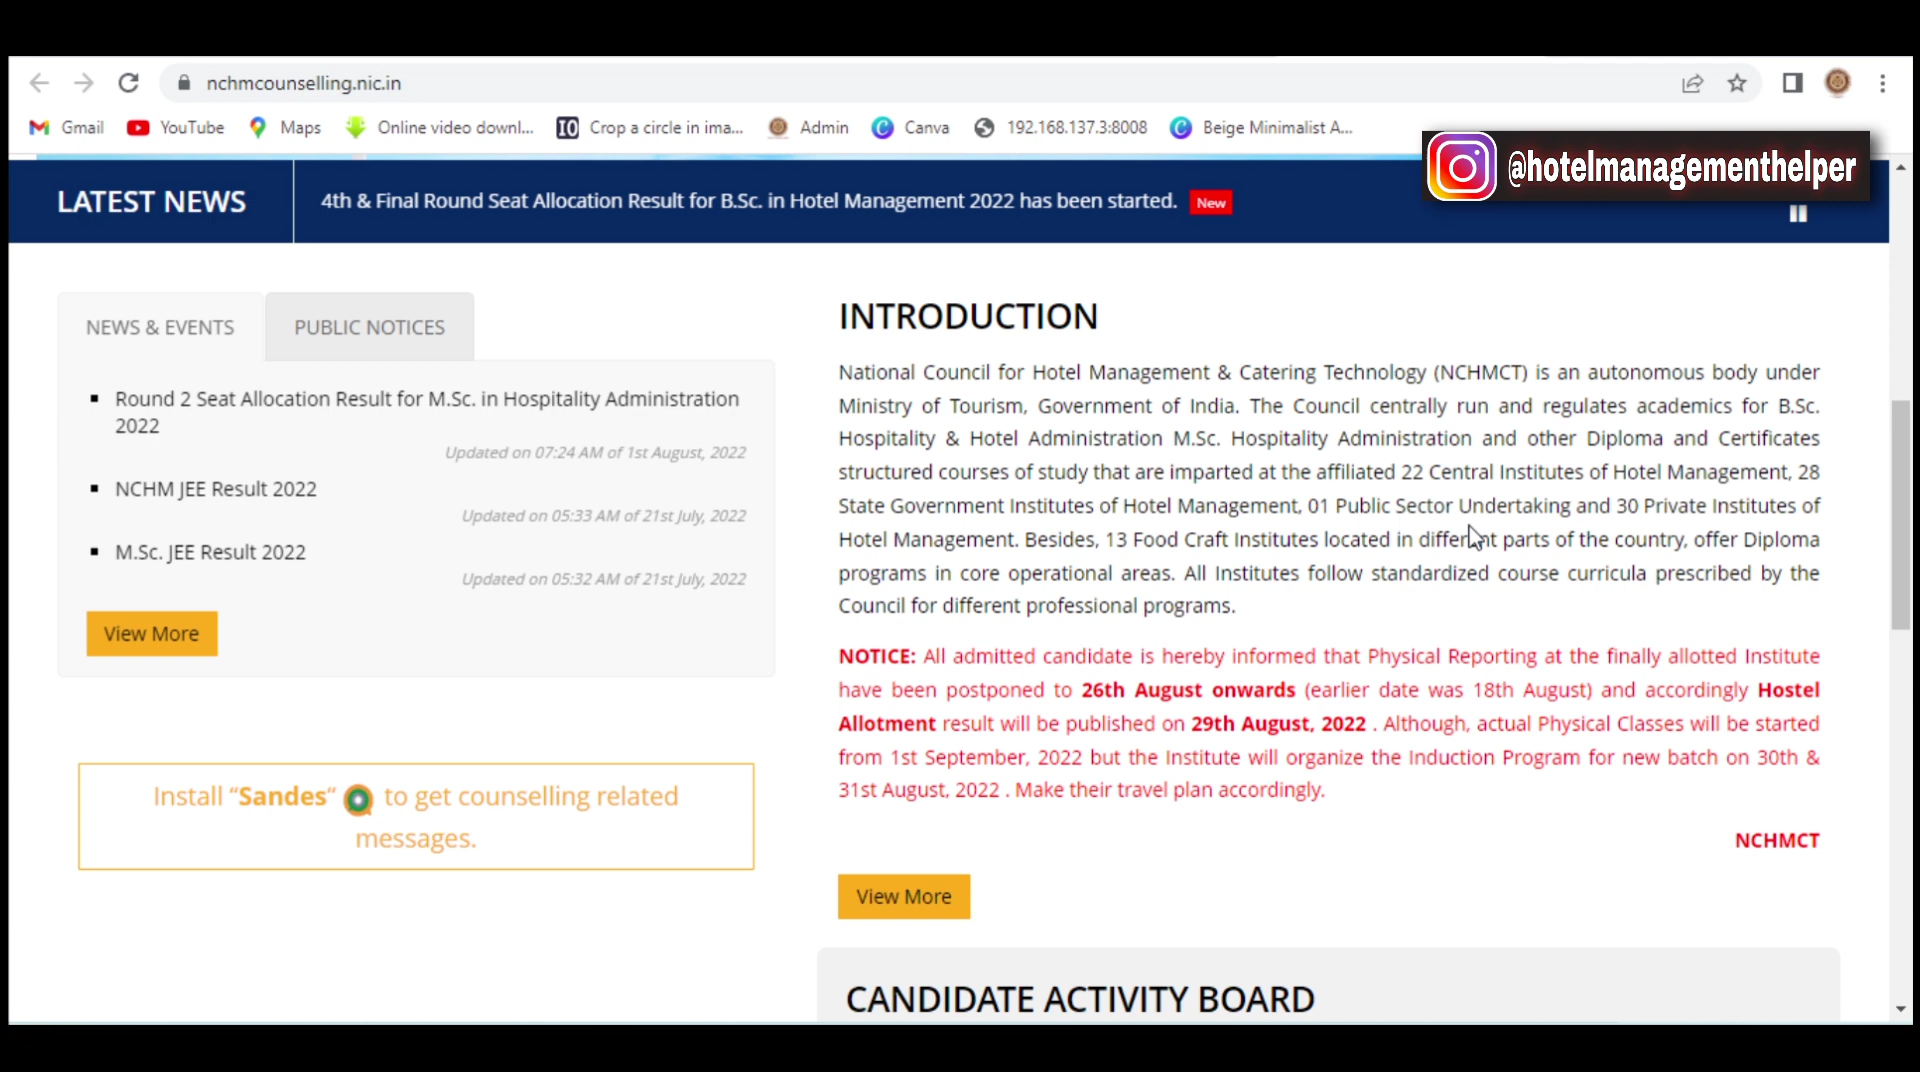 nchmcounselling.nic.in
Gmail YouTube Maps Online video downl... IO Crop a circle in ima... Admin Canva 192.168.137.3:8008 Beige Minimalist A...
@hotelmanagementhelper
LATEST NEWS
4th & Final Round Seat Allocation Result for B.Sc. in Hotel Management 2022 has been started. New
NEWS & EVENTS PUBLIC NOTICES
Round 2 Seat Allocation Result for M.Sc. in Hospitality Administration
2022
Updated on 07:24 AM of 1st August, 2022
NCHM JEE Result 2022
Updated on 05:33 AM of 21st July, 2022
M.Sc. JEE Result 2022
Updated on 05:32 AM of 21st July, 2022
View More
Install “Sandes“ to get counselling related
messages.
INTRODUCTION
National Council for Hotel Management & Catering Technology (NCHMCT) is an autonomous body under
Ministry of Tourism, Government of India. The Council centrally run and regulates academics for B.Sc.
Hospitality & Hotel Administration M.Sc. Hospitality Administration and other Diploma and Certificates
structured courses of study that are imparted at the affiliated 22 Central Institutes of Hotel Management, 28
State Government Institutes of Hotel Management, 01 Public Sector Undertaking and 30 Private Institutes of
Hotel Management. Besides, 13 Food Craft Institutes located in different parts of the country, offer Diploma
programs in core operational areas. All Institutes follow standardized course curricula prescribed by the
Council for different professional programs.
NOTICE: All admitted candidate is hereby informed that Physical Reporting at the finally allotted Institute
have been postponed to 26th August onwards (earlier date was 18th August) and accordingly Hostel
Allotment result will be published on 29th August, 2022 . Although, actual Physical Classes will be started
from 1st September, 2022 but the Institute will organize the Induction Program for new batch on 30th &
31st August, 2022 . Make their travel plan accordingly.
NCHMCT
View More
CANDIDATE ACTIVITY BOARD